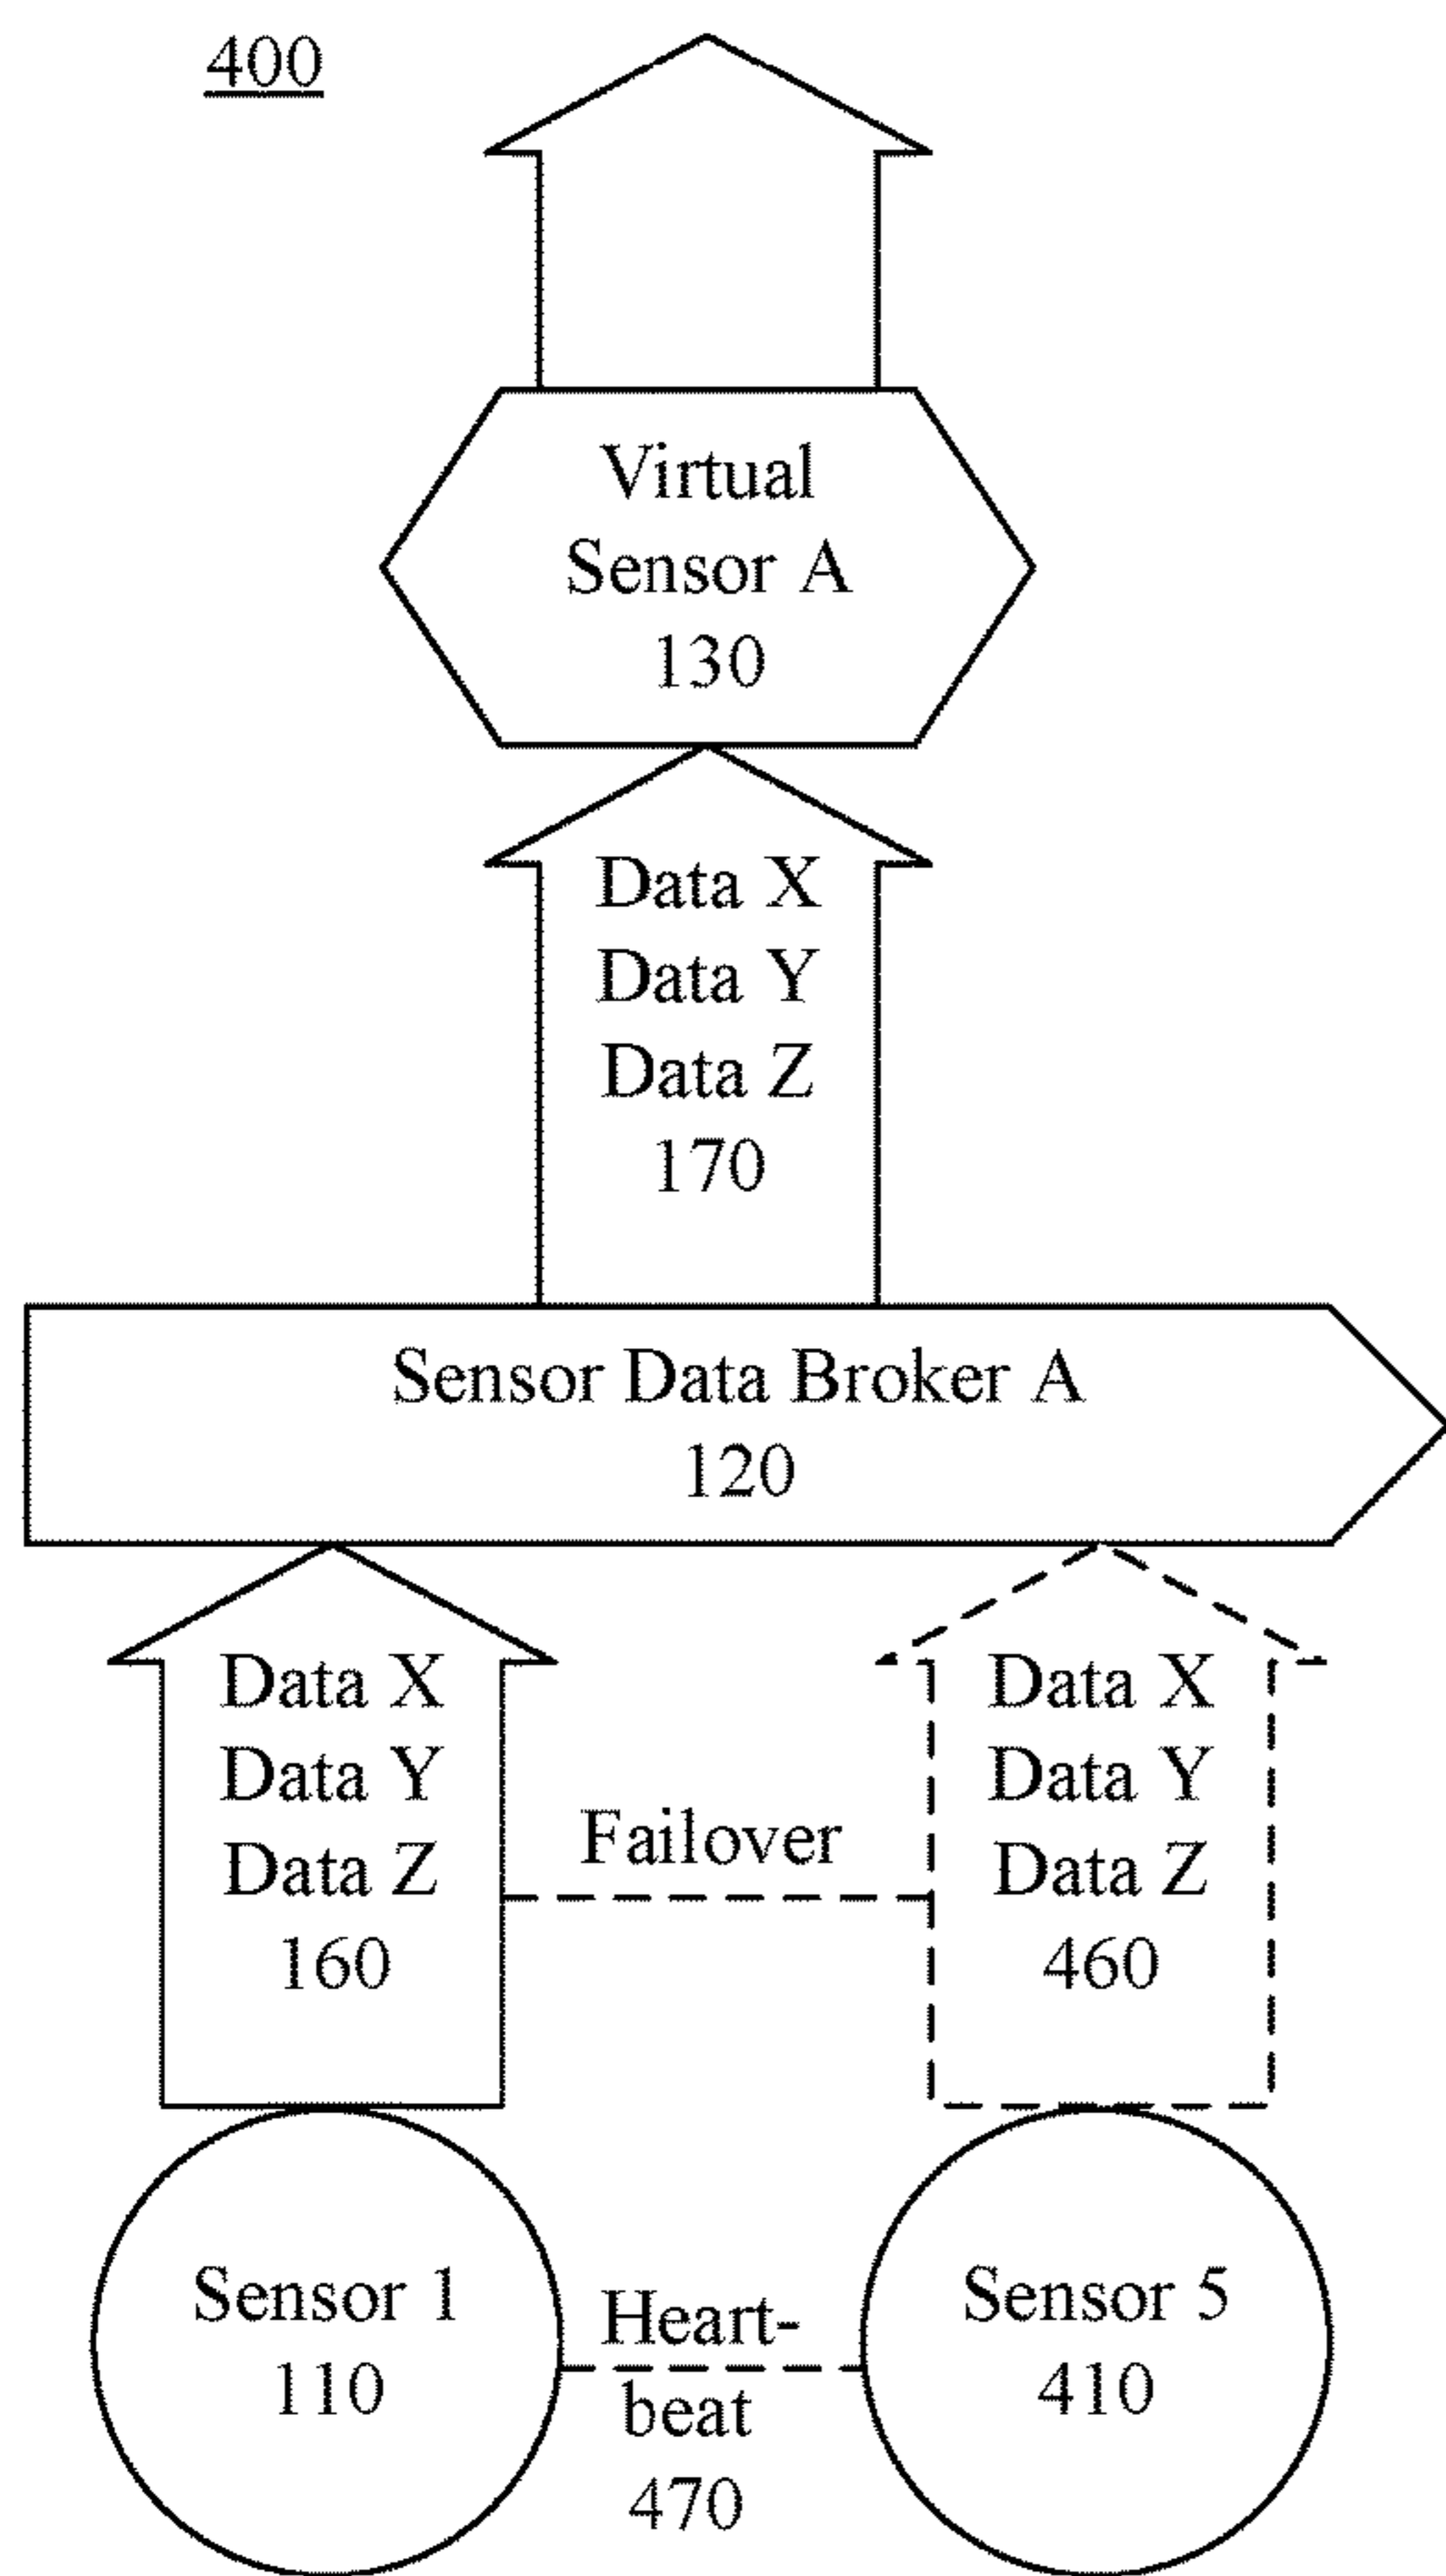 400
Virtual
Sensor A
130
Data X
Data Y
Data Z
170
Sensor Data Broker A
120
Data X
Data Y
Data Z
160
Failover
Data X
Data Y
Data Z
460
Sensor 1
110
Heart-
beat
470
Sensor 5
410